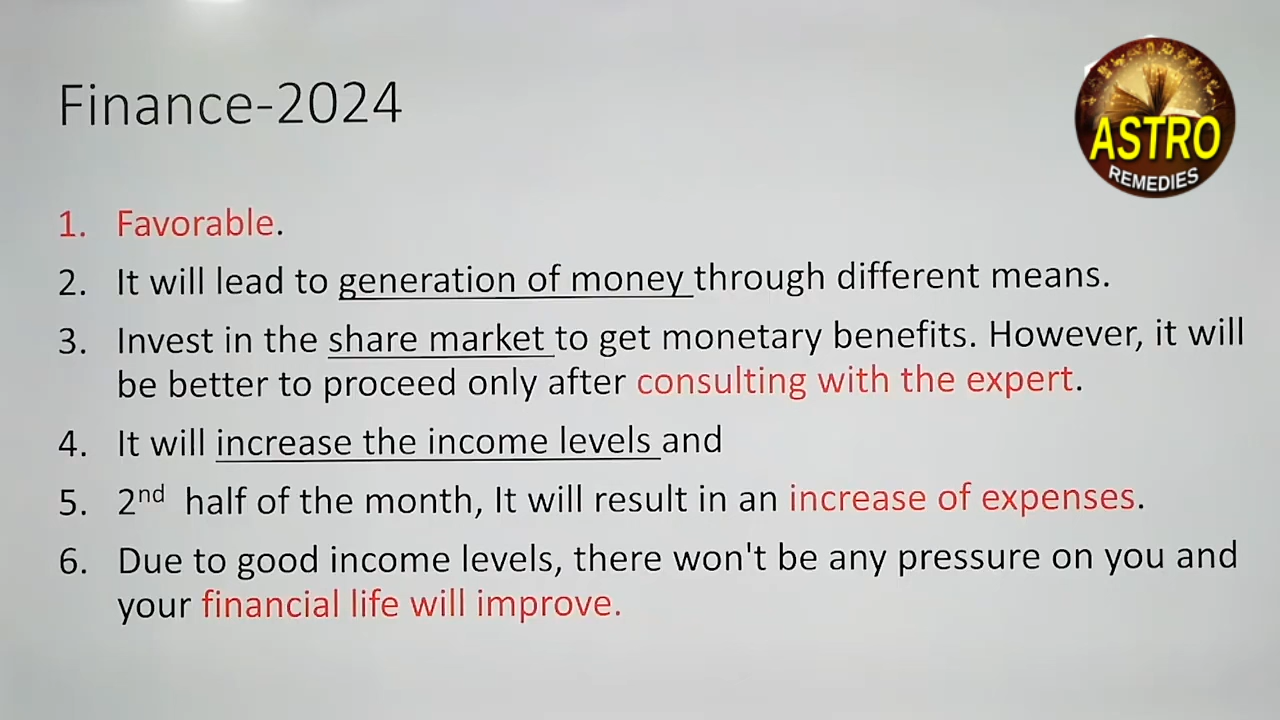 Finance-2024
ASTRO
REMEDIES
1. Favorable.
2. It will lead to generation of money through different means.
3. Invest in the share market to get monetary benefits. However, it will
be better to proceed only after consulting with the expert.
4. It will increase the income levels and
5. 2nd half of the month, It will result in an increase of expenses.
6. Due to good income levels, there won't be any pressure on you and
your financial life will improve.